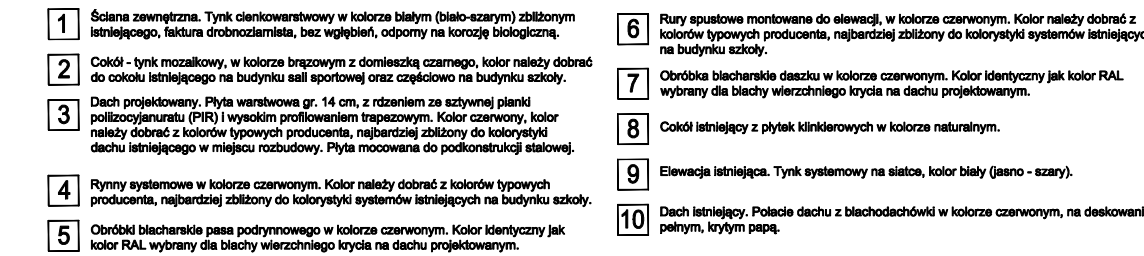 1 Ściana zewnętrzna. Tynk cienkowarstwowy w kolorze białym (biało-szarym) zbliżonym
istniejącego, faktura drobnoziarnista, bez wgłębień, odporny na korozję biologiczną.
2 Cokół - tynk mozaikowy, w kolorze brązowym z domieszką czarnego, kolor należy dobrać
do cokołu istniejącego na budynku sali sportowej oraz częściowo na budynku szkoły.
3 Dach projektowany. Płyta warstwowa gr. 14 cm, z rdzeniem ze sztywnej pianki
poliizocyjanuratu (PIR) i wysokim profilowaniem trapezowym. Kolor czerwony, kolor
należy dobrać z kolorów typowych producenta, najbardziej zbliżony do kolorystyki
dachu istniejącego w miejscu rozbudowy. Płyta mocowana do podkonstrukcji stalowej.
4 Rynny systemowe w kolorze czerwonym. Kolor należy dobrać z kolorów typowych
producenta, najbardziej zbliżony do kolorystyki systemów istniejących na budynku szkoły.
5 Obróbki blacharskie pasa podrynnowego w kolorze czerwonym. Kolor identyczny jak
kolor RAL wybrany dla blachy wierzchniego krycia na dachu projektowanym.
6 Rury spustowe montowane do elewacji, w kolorze czerwonym. Kolor należy dobrać z
kolorów typowych producenta, najbardziej zbliżony do kolorystyki systemów istniejącyc
na budynku szkoły.
7 Obróbka blacharskie daszku w kolorze czerwonym. Kolor identyczny jak kolor RAL
wybrany dla blachy wierzchniego krycia na dachu projektowanym.
8 Cokół istniejący z płytek klinkierowych w kolorze naturalnym.
9 Elewacja istniejąca. Tynk systemowy na siatce, kolor biały (jasno - szary).
10 Dach istniejący. Połacie dachu z blachodachówki w kolorze czerwonym, na deskowani
pełnym, krytym papą.